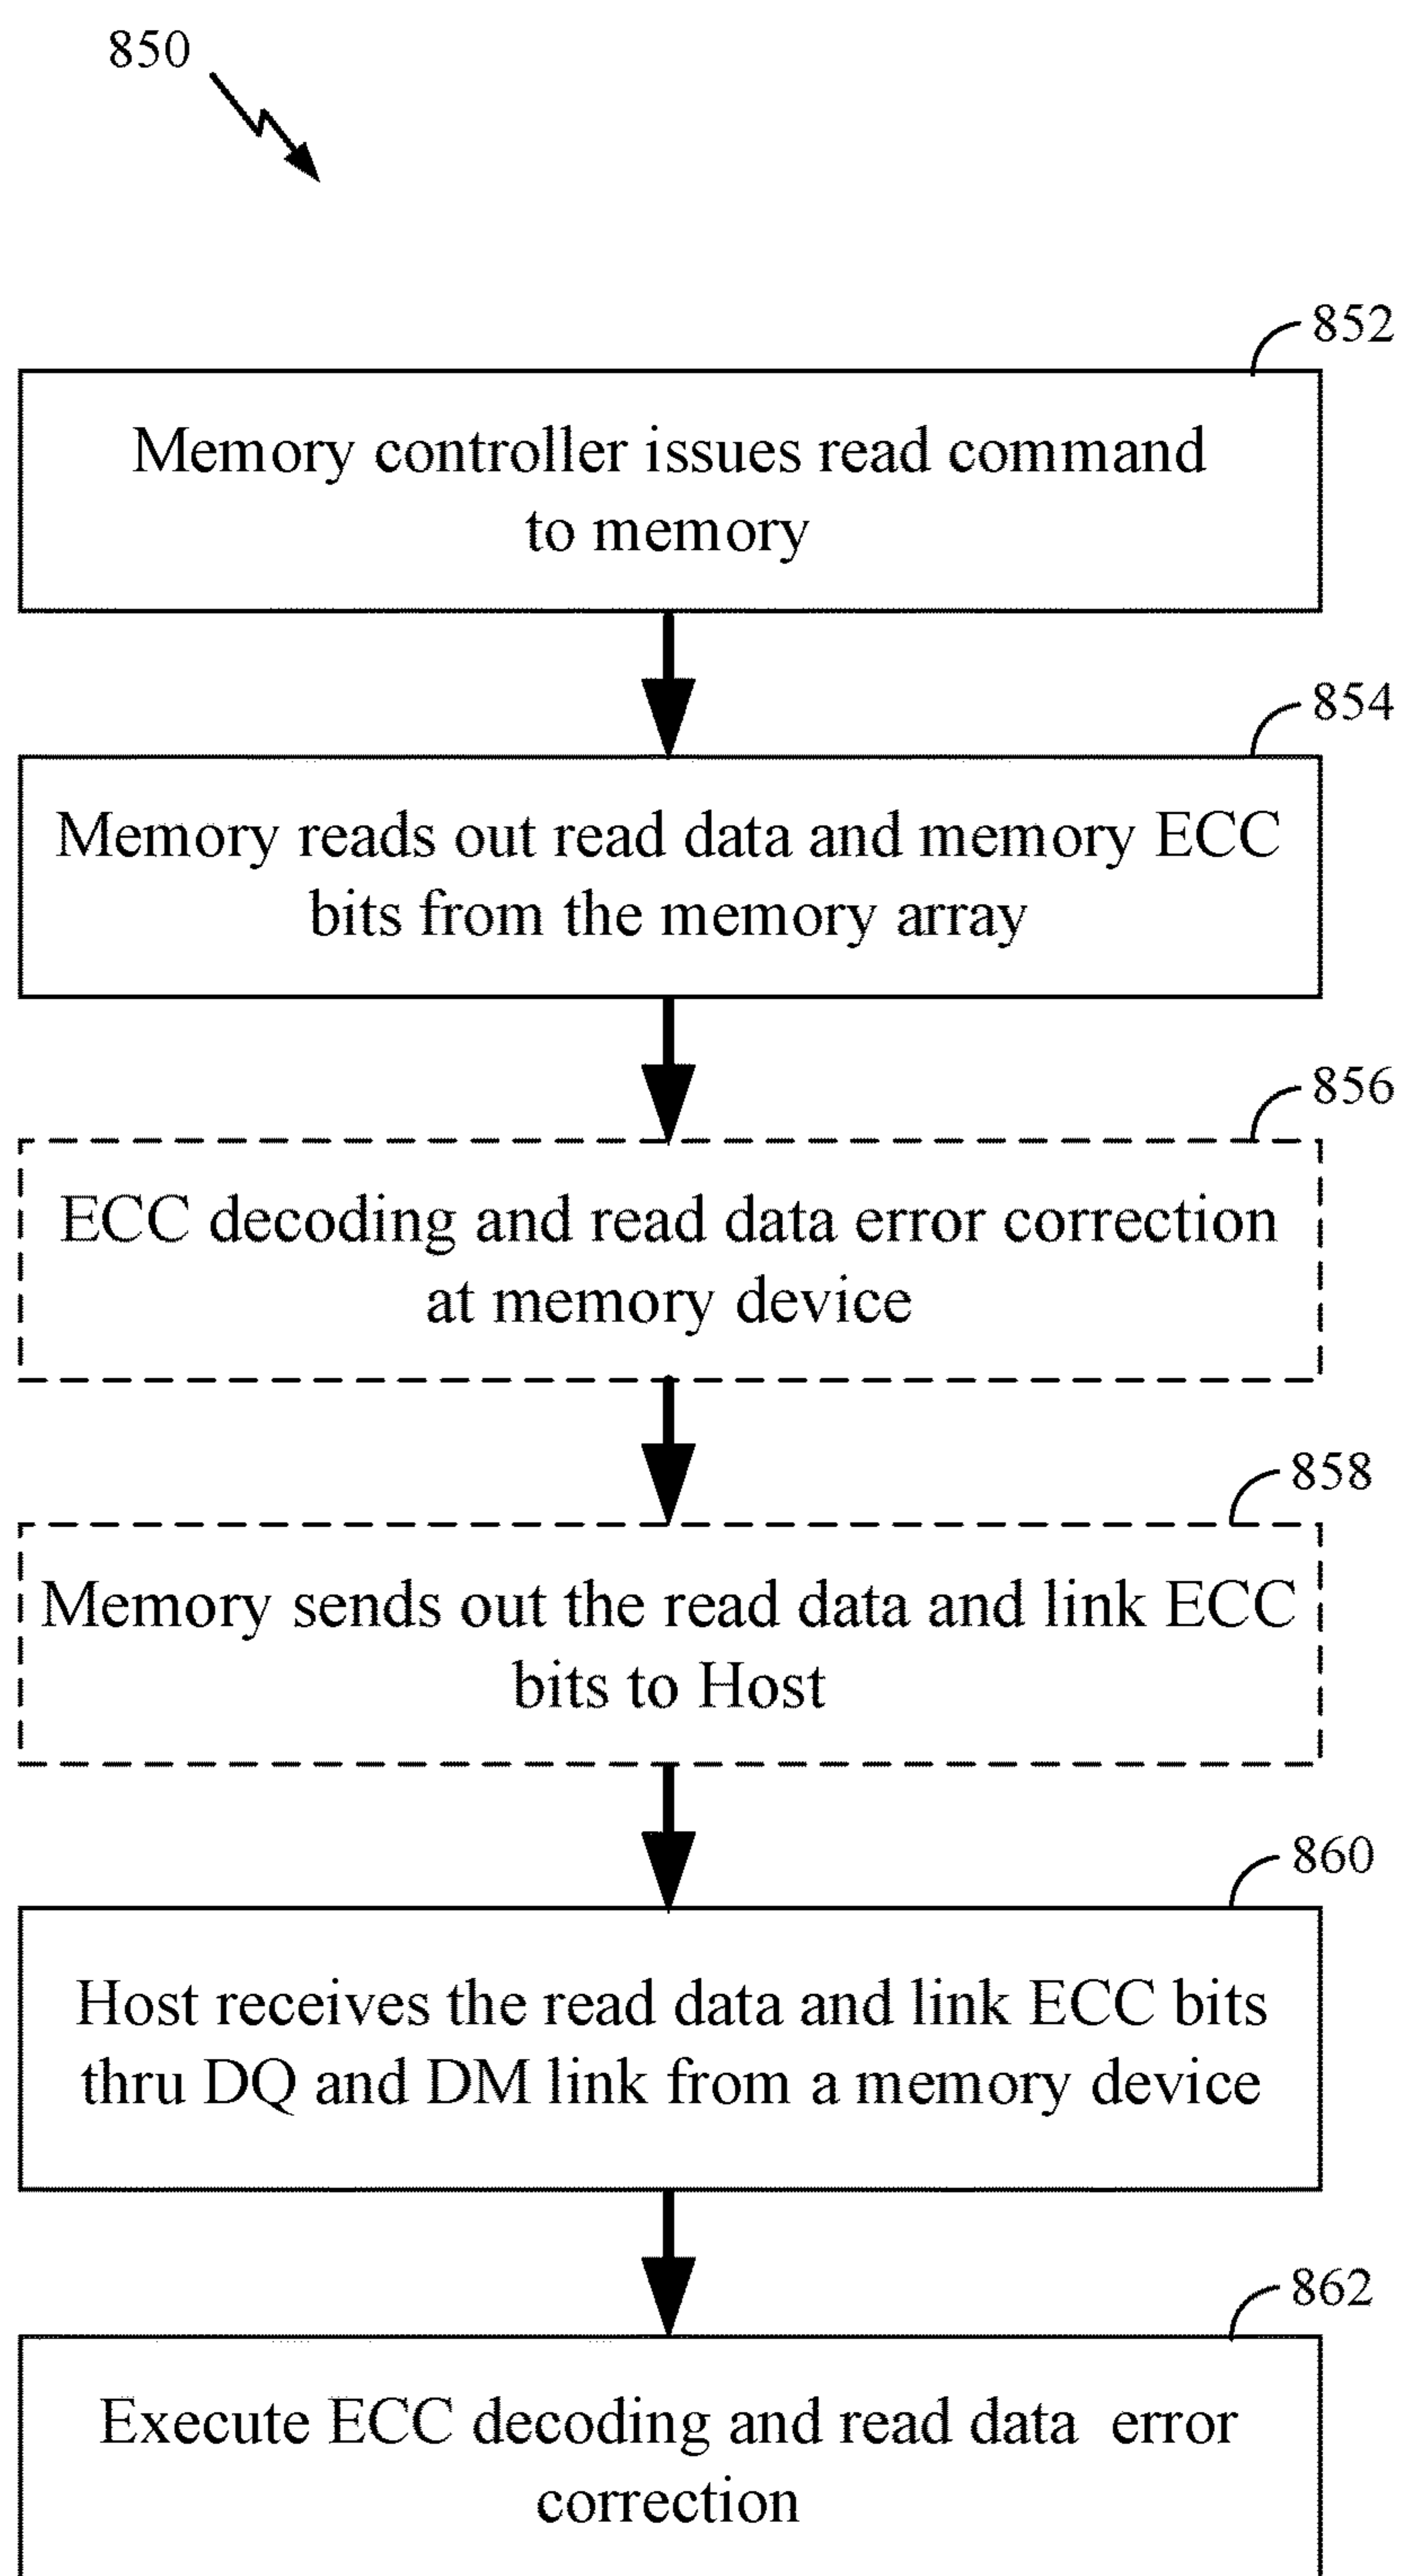 850
852
Memory controller issues read command
to memory
854
Memory reads out read data and memory ECC
bits from the memory array
856
ECC decoding and read data error correction
at memory device
858
Memory sends out the read data and link ECC
bits to Host
860
Host receives the read data and link ECC bits
thru DQ and DM link from a memory device
862
Execute ECC decoding and read data error
correction